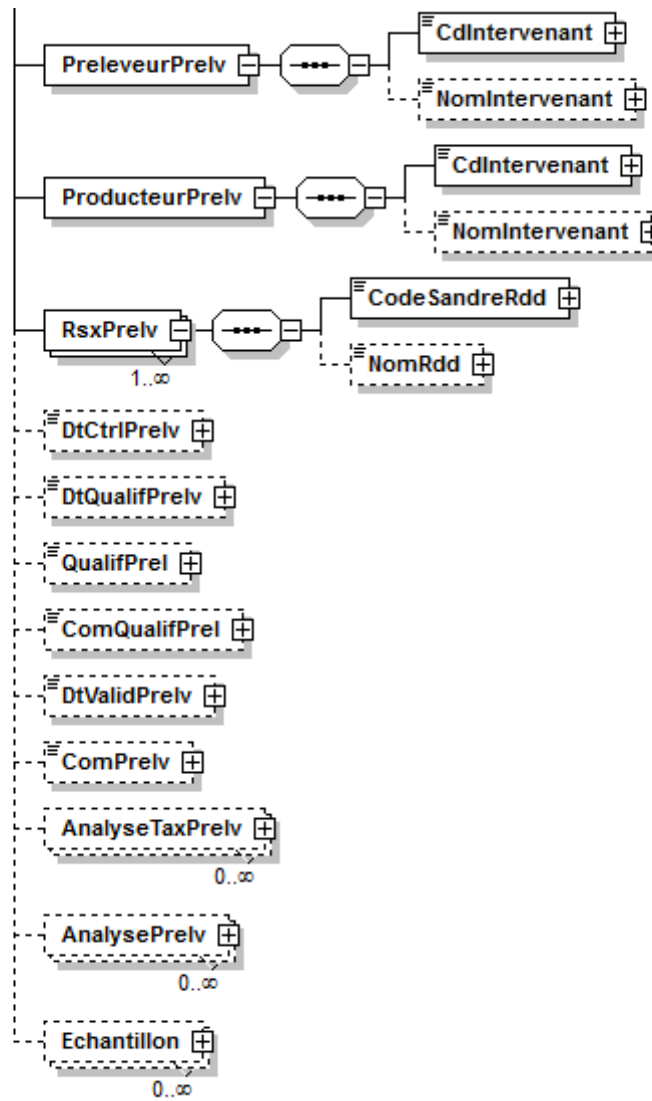 CdIntervenant
PreleveurPrelv
NomIntervenant
CdIntervenant
ProducteurPrelv
NomIntervenant
CodeSandreRdd
RsxPrelv
1..∞
NomRdd
DtCtrlPrelv
DtQualifPrelv
QualifPrel
ComQualifPrel
DtValidPrelv
ComPrelv
AnalyseTaxPrelv
0..∞
AnalysePrelv
0..∞
Echantillon
0..∞